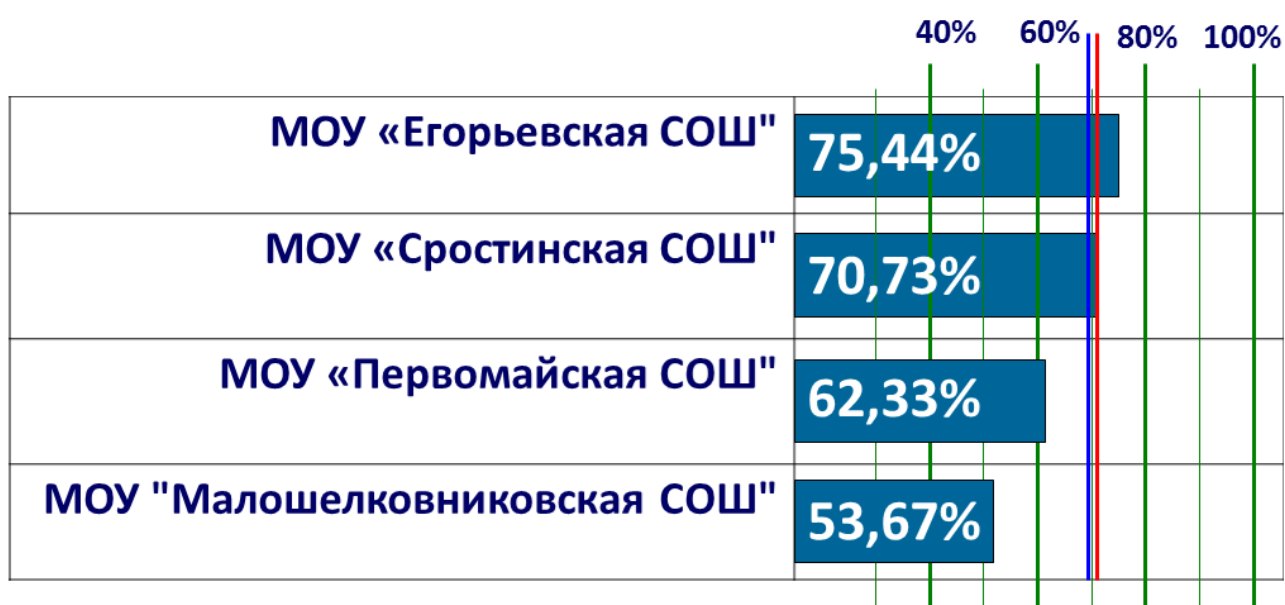 40% 60% 80% 100%
МОУ «Егорьевская СОШ" 75,44%
МОУ «Сростинская СОШ" 70,73%
МОУ «Первомайская СОШ" 62,33%
МОУ "Малошелковниковская СОШ" 53,67%